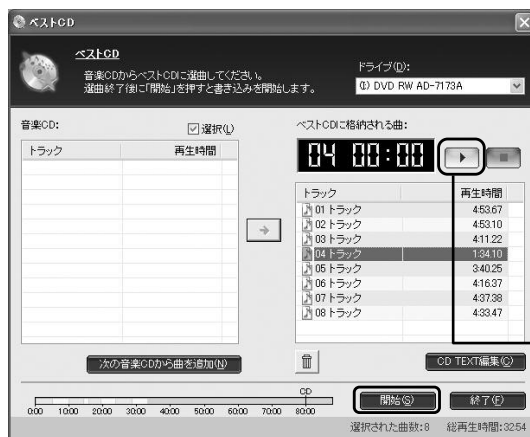 ベストCD
ベストCD
音楽CDからベストCDに選曲してください。
選曲終了後に「開始」を押すと書き込みを開始します。
ドライブ(D):
(E:) DVD RW AD-7173A
音楽CD:
選択(L)
ベストCDに格納される曲:
04 00:00
トラック 再生時間
トラック 再生時間
01 トラック 4:53.67
02 トラック 4:53.10
03 トラック 4:11.22
04 トラック 1:34.10
05 トラック 3:40.25
06 トラック 4:16.37
07 トラック 4:37.38
08 トラック 4:33.47
次の音楽CDから曲を追加(N)
CD TEXT編集(C)
CD
0:00 10:00 20:00 30:00 40:00 50:00 60:00 70:00 80:00
開始(S)
終了(F)
選択された曲数:8 総再生時間:32:54